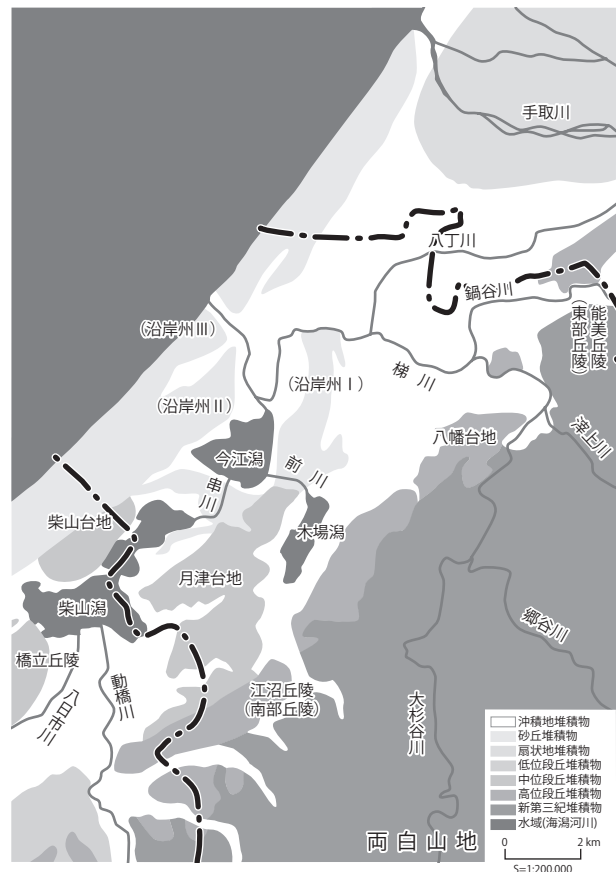 手取川
八丁川
鍋谷川
能美丘陵
(東部丘陵)
(沿岸州Ⅲ)
(沿岸州Ⅰ)
梯川
(沿岸州Ⅱ)
八幡台地
滓上川
今江潟
前川
串川
木場潟
柴山台地
月津台地
柴山潟
郷谷川
橋立丘陵
動橋川
八日市川
江沼丘陵
(南部丘陵)
大杉谷川
両白山地
沖積地堆積物
砂丘堆積物
扇状地堆積物
低位段丘堆積物
中位段丘堆積物
高位段丘堆積物
新第三紀堆積物
水域(海潟河川)
0 2 km
S=1:200,000